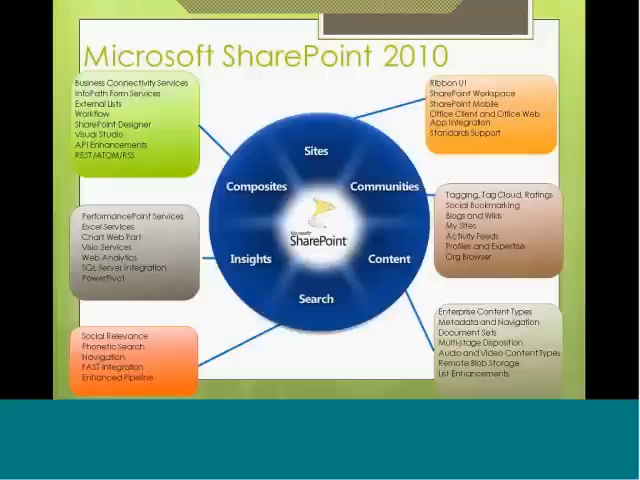 Microsoft SharePoint 2010
Business Connectivity Services
InfoPath Form Services
External Lists
Workflow
SharePoint Designer
Visual Studio
API Enhancements
REST/ATOM/RSS
Ribbon UI
SharePoint Workspace
SharePoint Mobile
Office Client and Office Web
App Integration
Standards Support
Sites
Composites
Communities
Microsoft
SharePoint
Insights
Content
Search
PerformancePoint Services
Excel Services
Chart Web Part
Visio Services
Web Analytics
SQL Server Integration
PowerPivot
Tagging, Tag Cloud, Ratings
Social Bookmarking
Blogs and Wikis
My Sites
Activity Feeds
Profiles and Expertise
Org Browser
Social Relevance
Phonetic Search
Navigation
FAST Integration
Enhanced Pipeline
Enterprise Content Types
Metadata and Navigation
Document Sets
Multi-stage Disposition
Audio and Video Content Types
Remote Blob Storage
List Enhancements